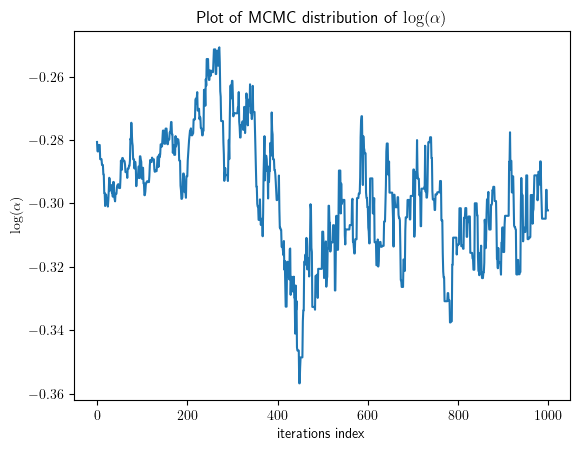 Plot of MCMC distribution of log(α)
log(α)
−0.26
−0.28
−0.30
−0.32
−0.34
−0.36
0 200 400 600 800 1000
iterations index